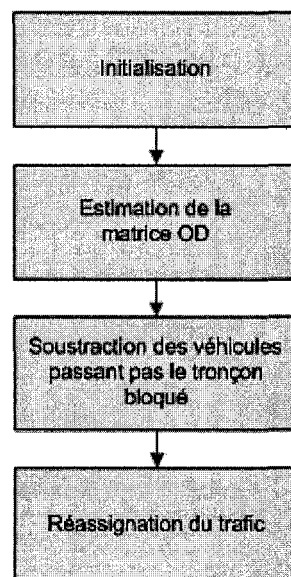 Initialisation
Estimation de la
matrice OD
Soustraction des véhicules
passant pas le tronçon
bloqué
Réassignation du trafic